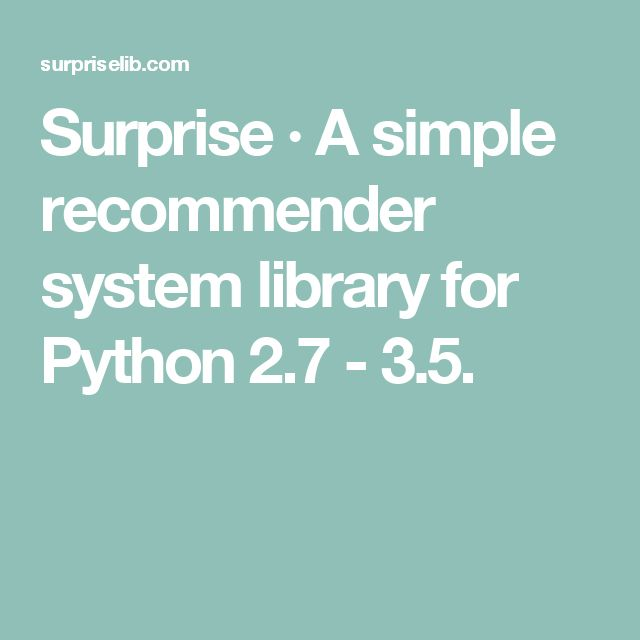 surpriselib.com
Surprise · A simple
recommender
system library for
Python 2.7 - 3.5.